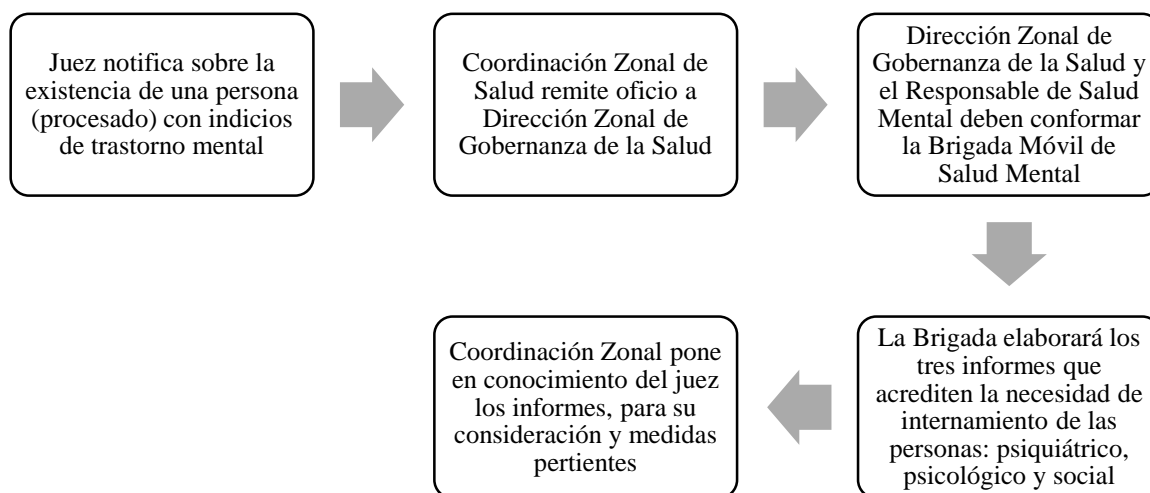 Juez notifica sobre la
existencia de una persona
(procesado) con indicios
de trastorno mental
Coordinación Zonal de
Salud remite oficio a
Dirección Zonal de
Gobernanza de la Salud
Dirección Zonal de
Gobernanza de la Salud y
el Responsable de Salud
Mental deben conformar
la Brigada Móvil de
Salud Mental
La Brigada elaborará los
tres informes que
acrediten la necesidad de
internamiento de las
personas: psiquiátrico,
psicológico y social
Coordinación Zonal pone
en conocimiento del juez
los informes, para su
consideración y medidas
pertinentes